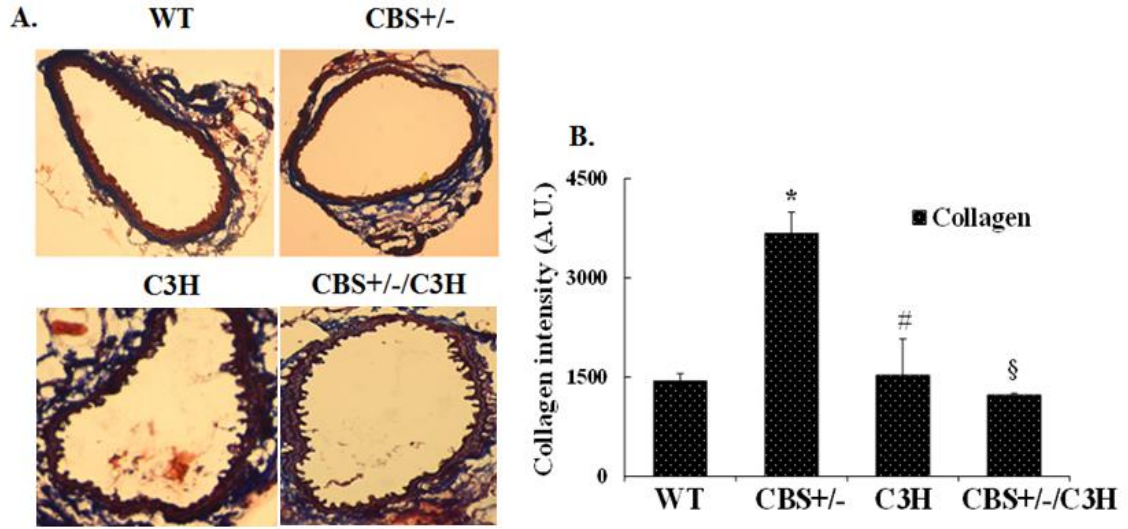 A.
WT
CBS+/-
C3H
CBS+/-/C3H
B.
Collagen intensity (A.U.)
4500
3000
1500
0
*
#
§
Collagen
WT
CBS+/-
C3H
CBS+/-/C3H